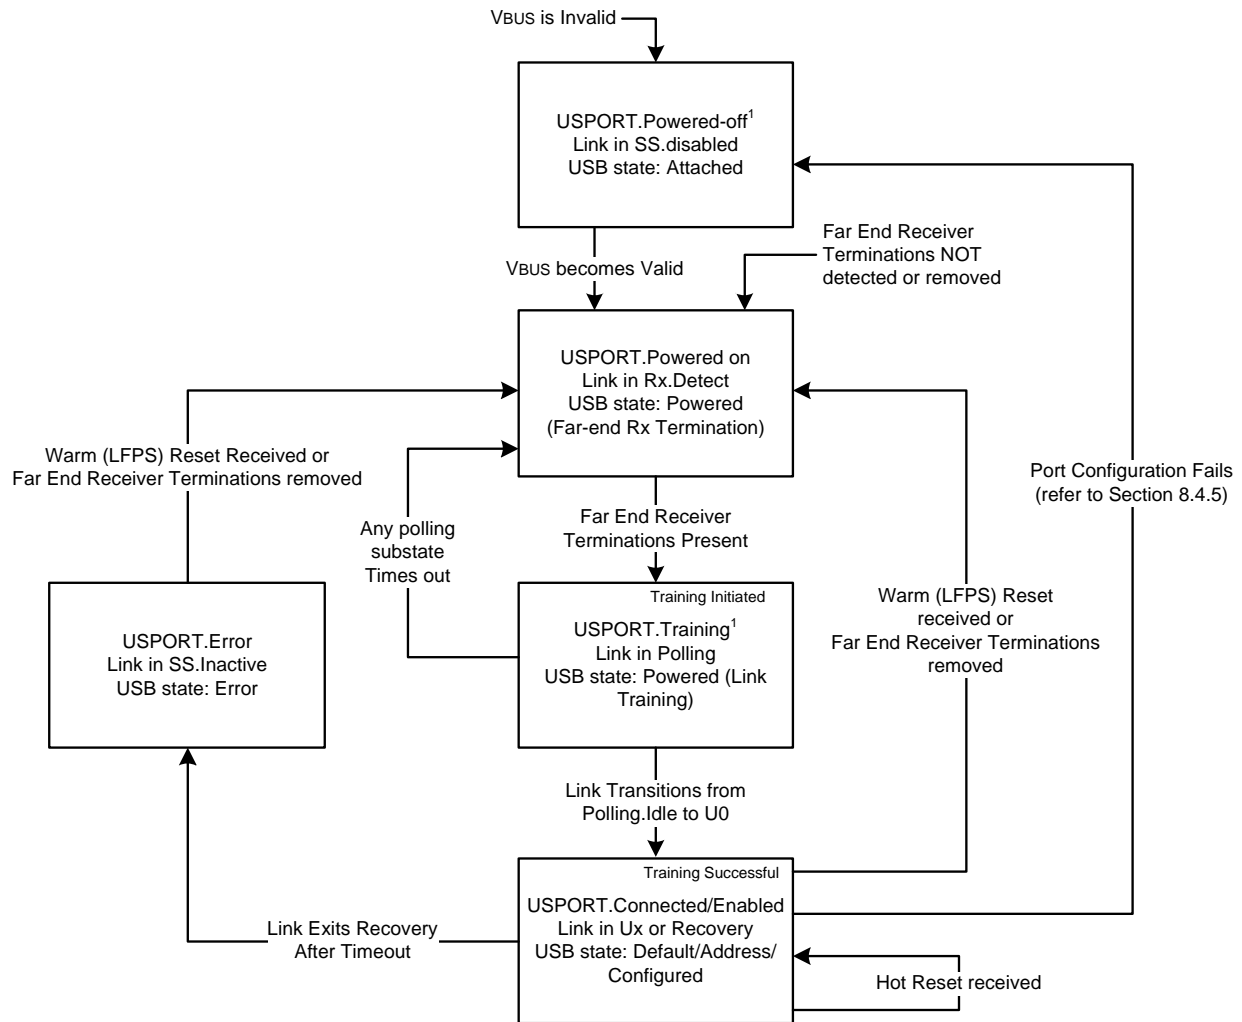 VBUS is Invalid
USPORT.Powered-off1
Link in SS.disabled
USB state: Attached
Far End Receiver
Terminations NOT
detected or removed
VBUS becomes Valid
USPORT.Powered on
Link in Rx.Detect
USB state: Powered
(Far-end Rx Termination)
Warm (LFPS) Reset Received or
Far End Receiver Terminations removed
Port Configuration Fails
(refer to Section 8.4.5)
Any polling
substate
Times out
Far End Receiver
Terminations Present
Training Initiated
USPORT.Training1
Link in Polling
USB state: Powered (Link
Training)
Warm (LFPS) Reset
received or
Far End Receiver Terminations
removed
USPORT.Error
Link in SS.Inactive
USB state: Error
Link Transitions from
Polling.Idle to U0
Training Successful
USPORT.Connected/Enabled
Link in Ux or Recovery
USB state: Default/Address/
Configured
Link Exits Recovery
After Timeout
Hot Reset received